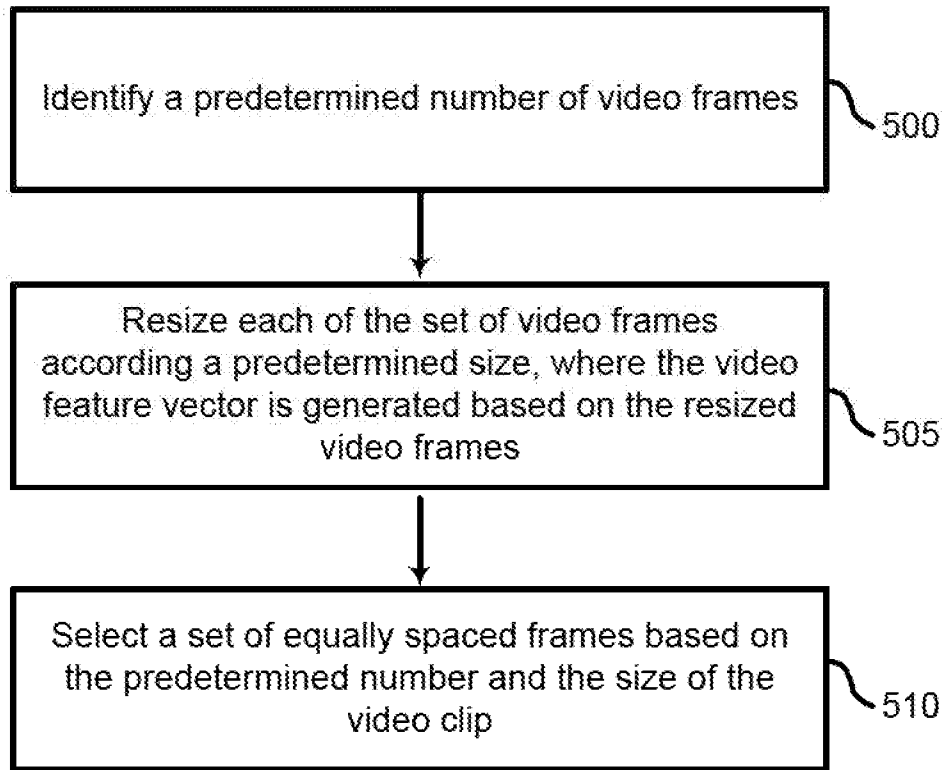 Identify a predetermined number of video frames
500
Resize each of the set of video frames
according a predetermined size, where the video
feature vector is generated based on the resized
video frames
505
Select a set of equally spaced frames based on
the predetermined number and the size of the
video clip
510